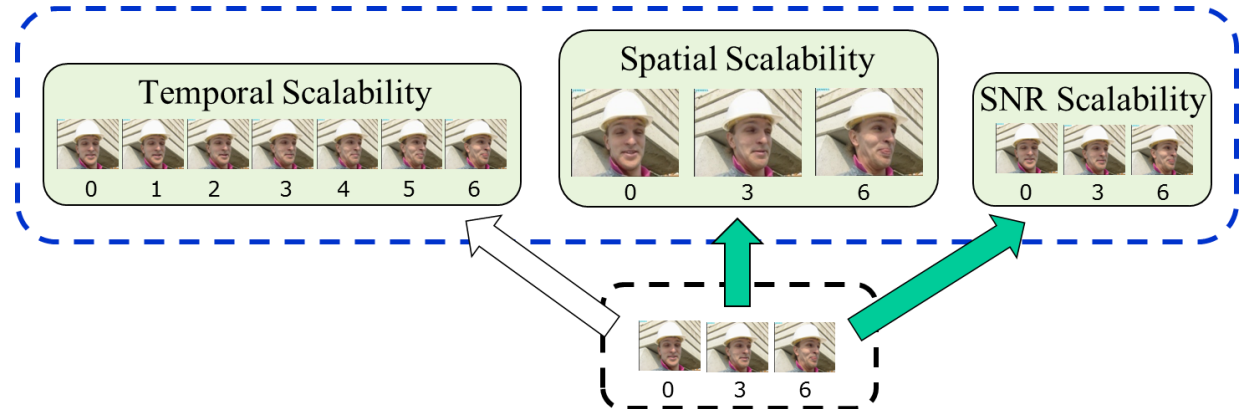 Temporal Scalability
0 1 2 3 4 5 6
Spatial Scalability
0 3 6
SNR Scalability
0 3 6
0 3 6